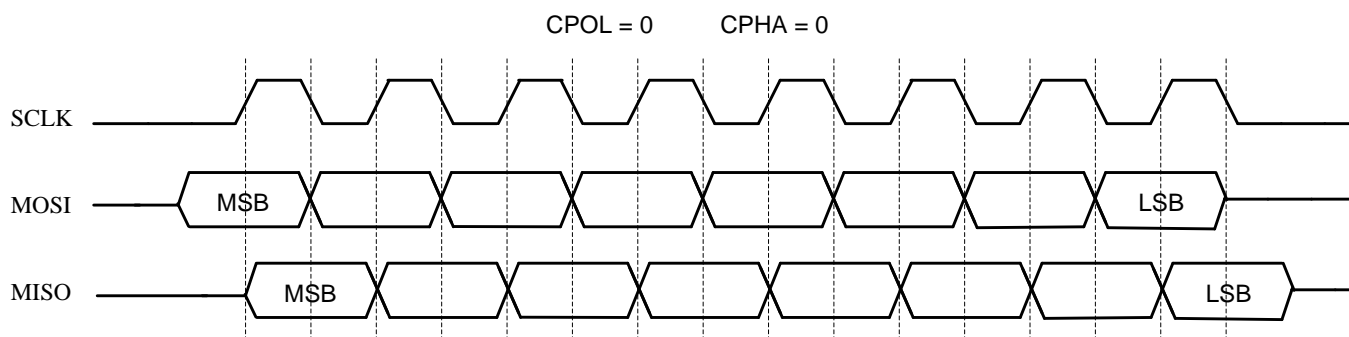 CPOL = 0 CPHA = 0
SCLK
MOSI MSB LSB
MISO MSB LSB